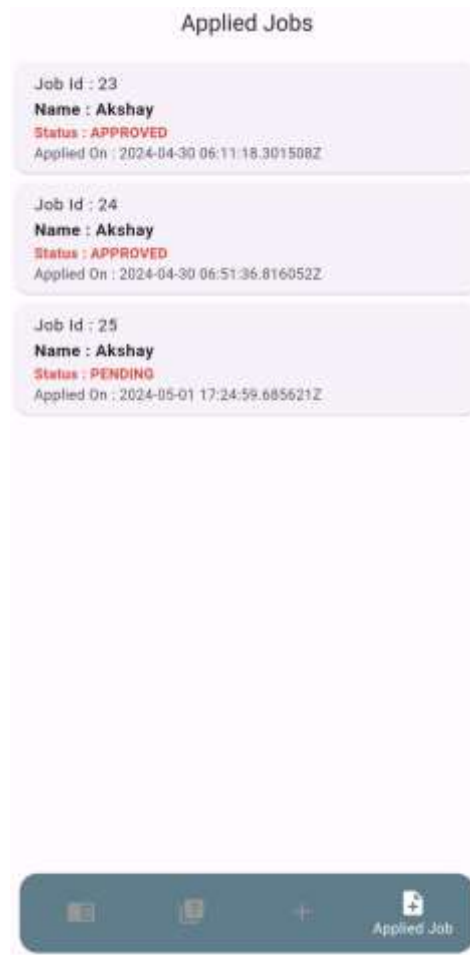 Applied Jobs
Job Id : 23
Name : Akshay
Status : APPROVED
Applied On : 2024-04-30 06:11:18.301508Z
Job Id : 24
Name : Akshay
Status : APPROVED
Applied On : 2024-04-30 06:51:36.816052Z
Job Id : 25
Name : Akshay
Status : PENDING
Applied On : 2024-05-01 17:24:59.685621Z
Applied Job